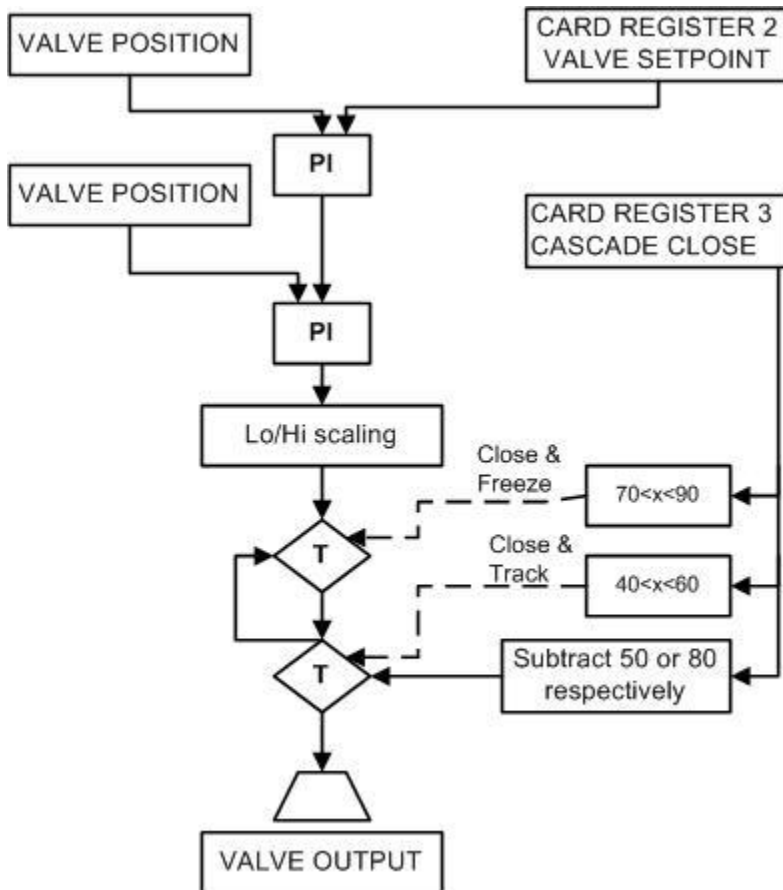 VALVE POSITION
CARD REGISTER 2
VALVE SETPOINT
PI
VALVE POSITION
CARD REGISTER 3
CASCADE CLOSE
PI
Lo/Hi scaling
Close &
Freeze
70<x<90
T
Close &
Track
40<x<60
T
Subtract 50 or 80
respectively
VALVE OUTPUT